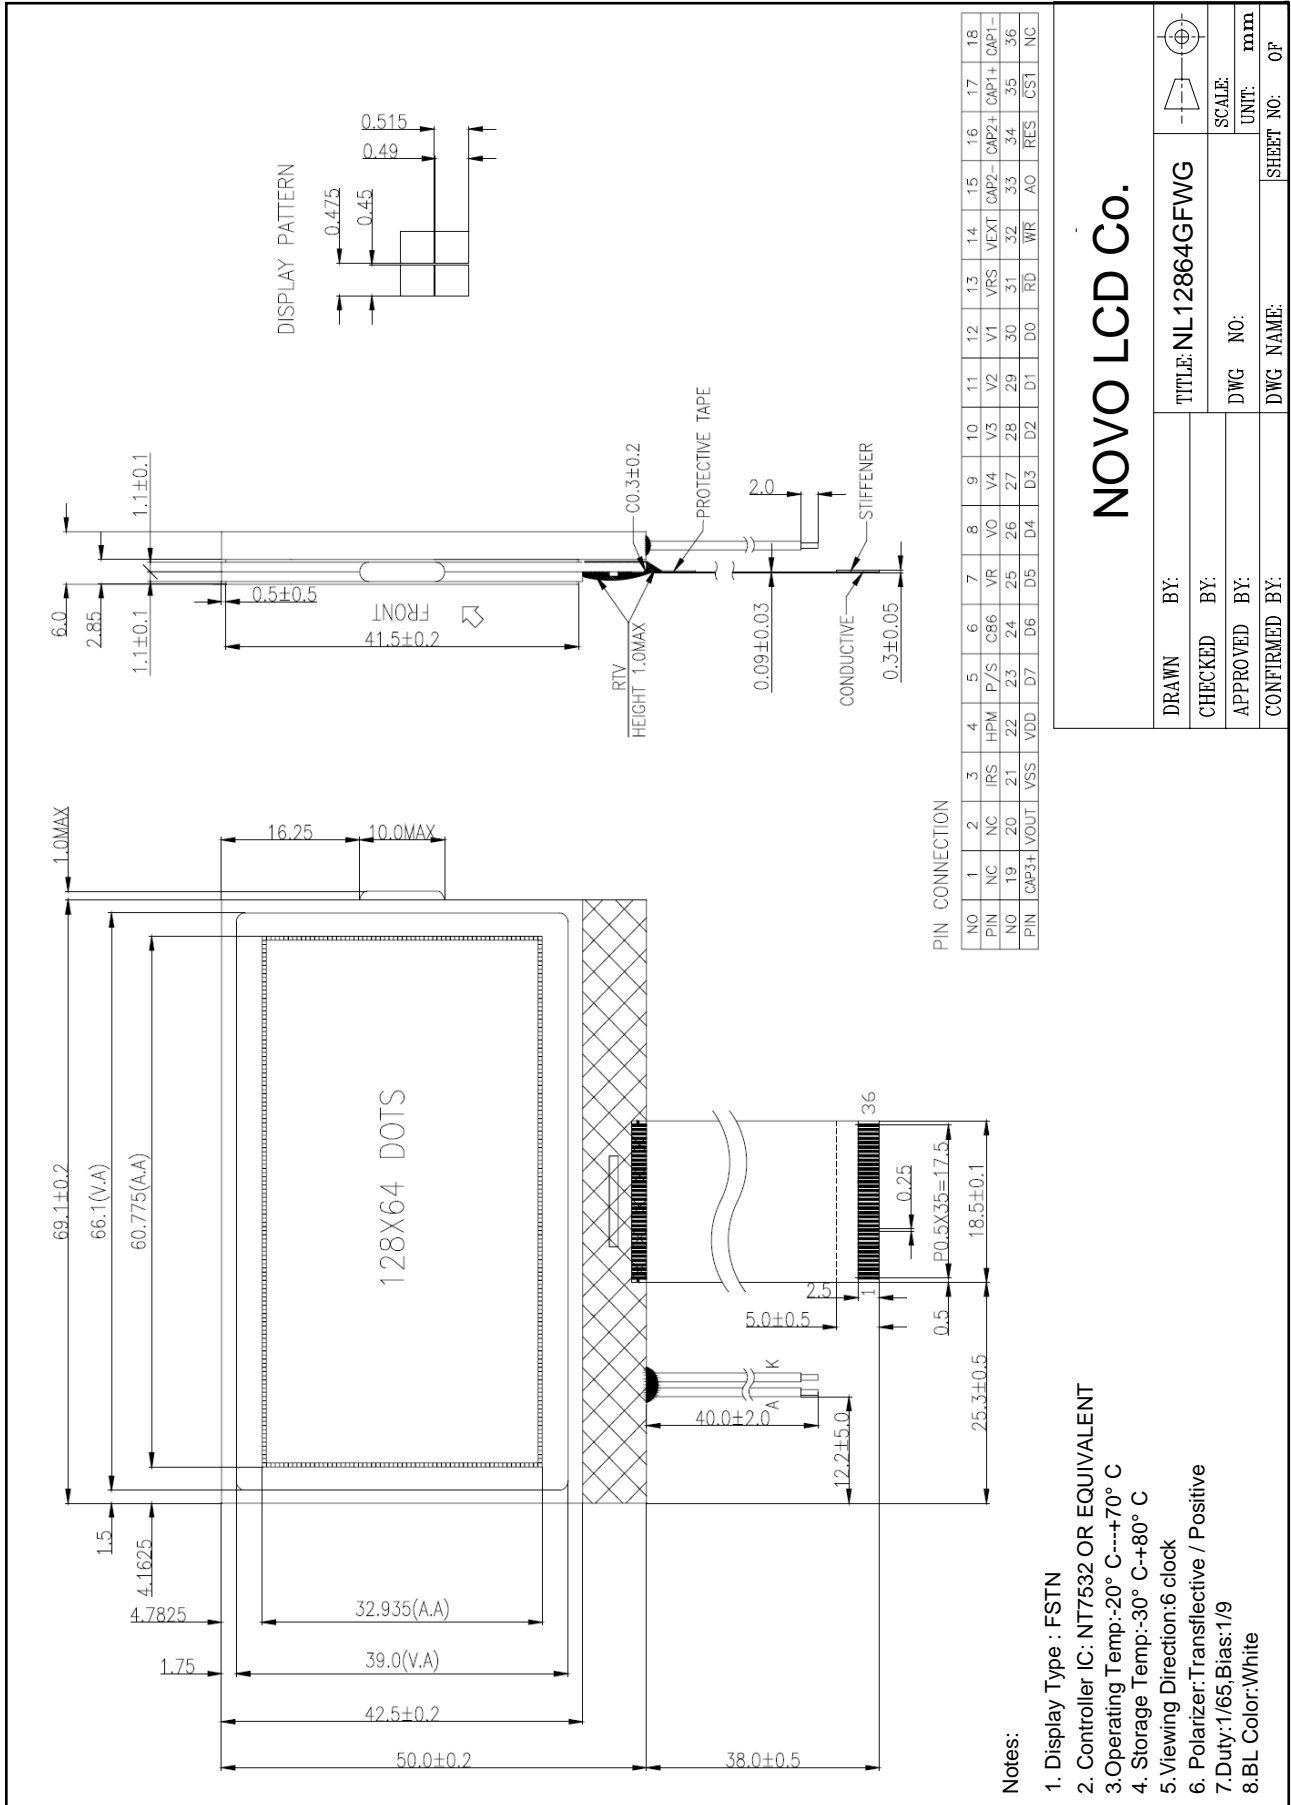 69.1±0.2
66.1(V.A)
60.775(A.A)
1.0MAX
1.5
4.1625
4.7825
1.75
16.25
10.0MAX
128X64 DOTS
32.935(A.A)
39.0(V.A)
42.5±0.2
50.0±0.2
38.0±0.5
A
K
40.0±2.0
12.2±5.0
5.0±0.5
2.5
1
36
0.25
P0.5X35=17.5
0.5
18.5±0.1
25.3±0.5
6.0
2.85
1.1±0.1
1.1±0.1
0.5±0.5
FRONT
41.5±0.2
RTV
HEIGHT 1.0MAX
C0.3±0.2
PROTECTIVE TAPE
2.0
0.09±0.03
STIFFENER
CONDUCTIVE
0.3±0.05
DISPLAY PATTERN
0.475
0.45
0.515
0.49
PIN CONNECTION
NO 1 2 3 4 5 6 7 8 9 10 11 12 13 14 15 16 17 18
PIN NC NC IRS HPM P/S C86 VR VO V4 V3 V2 V1 VRS VEXT CAP2- CAP2+ CAP1+ CAP1-
NO 19 20 21 22 23 24 25 26 27 28 29 30 31 32 33 34 35 36
PIN CAP3+ VOUT VSS VDD D7 D6 D5 D4 D3 D2 D1 D0 RD WR AO RES CS1 NC
Notes:
1. Display Type : FSTN
2. Controller IC: NT7532 OR EQUIVALENT
3.Operating Temp:-20° C---+70° C
4. Storage Temp:-30° C-+80° C
5.Viewing Direction:6 clock
6. Polarizer:Transflective / Positive
7.Duty:1/65,Bias:1/9
8.BL Color:White
NOVO LCD Co.
DRAWN BY:
CHECKED BY:
APPROVED BY:
CONFIRMED BY:
TITLE:NL12864GFWG
DWG NO:
DWG NAME:
SCALE:
UNIT: mm
SHEET NO: OF